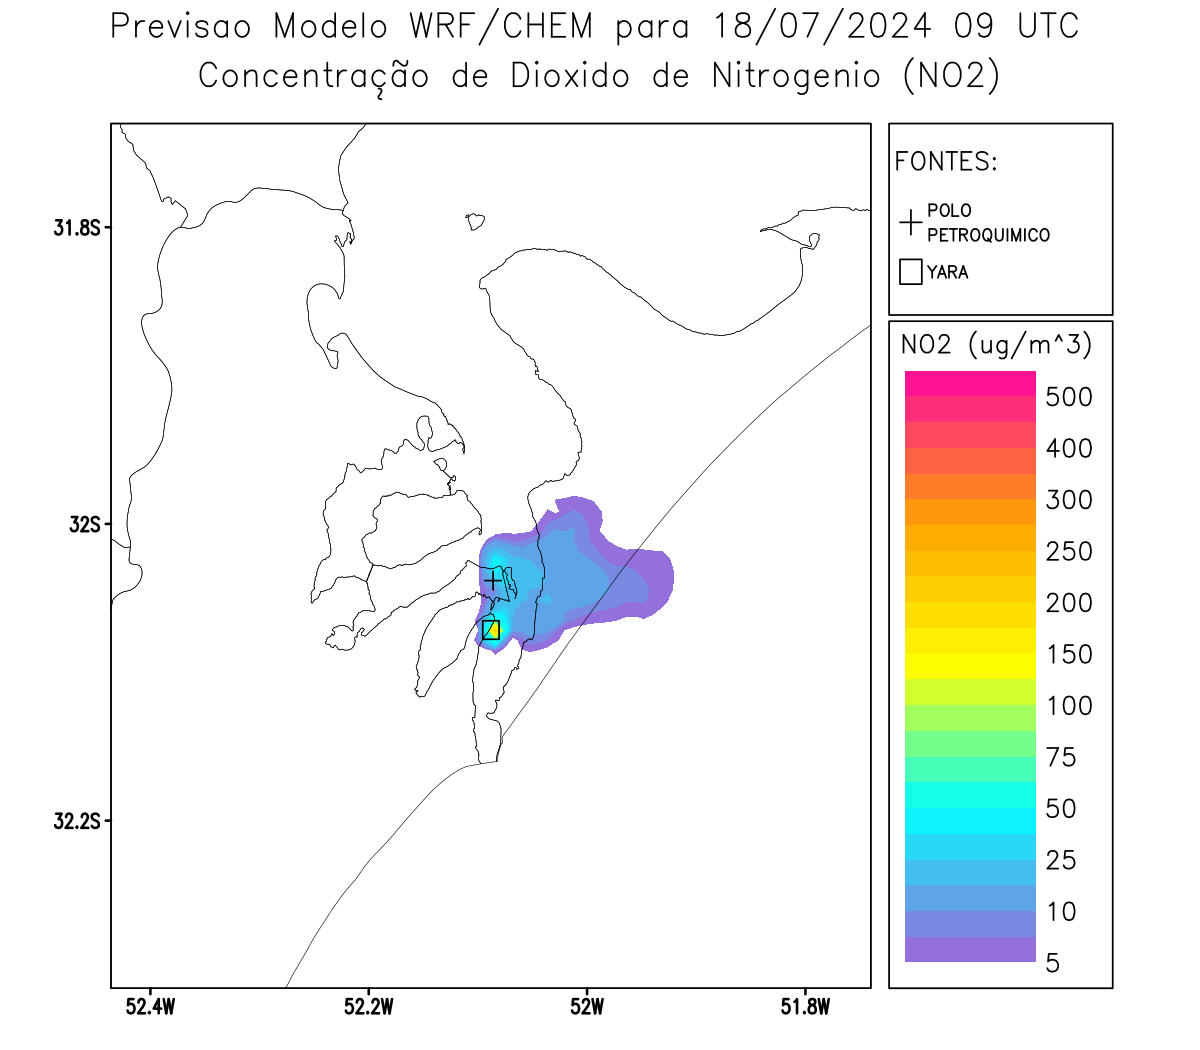 Previsao Modelo WRF/CHEM para 18/07/2024 09 UTC
Concentração de Dioxido de Nitrogenio (NO2)
FONTES:
POLO
PETROQUIMICO
YARA
NO2 (ug/m^3)
500
400
300
250
200
150
100
75
50
25
10
5
31.8S
32S
32.2S
52.4W
52.2W
52W
51.8W